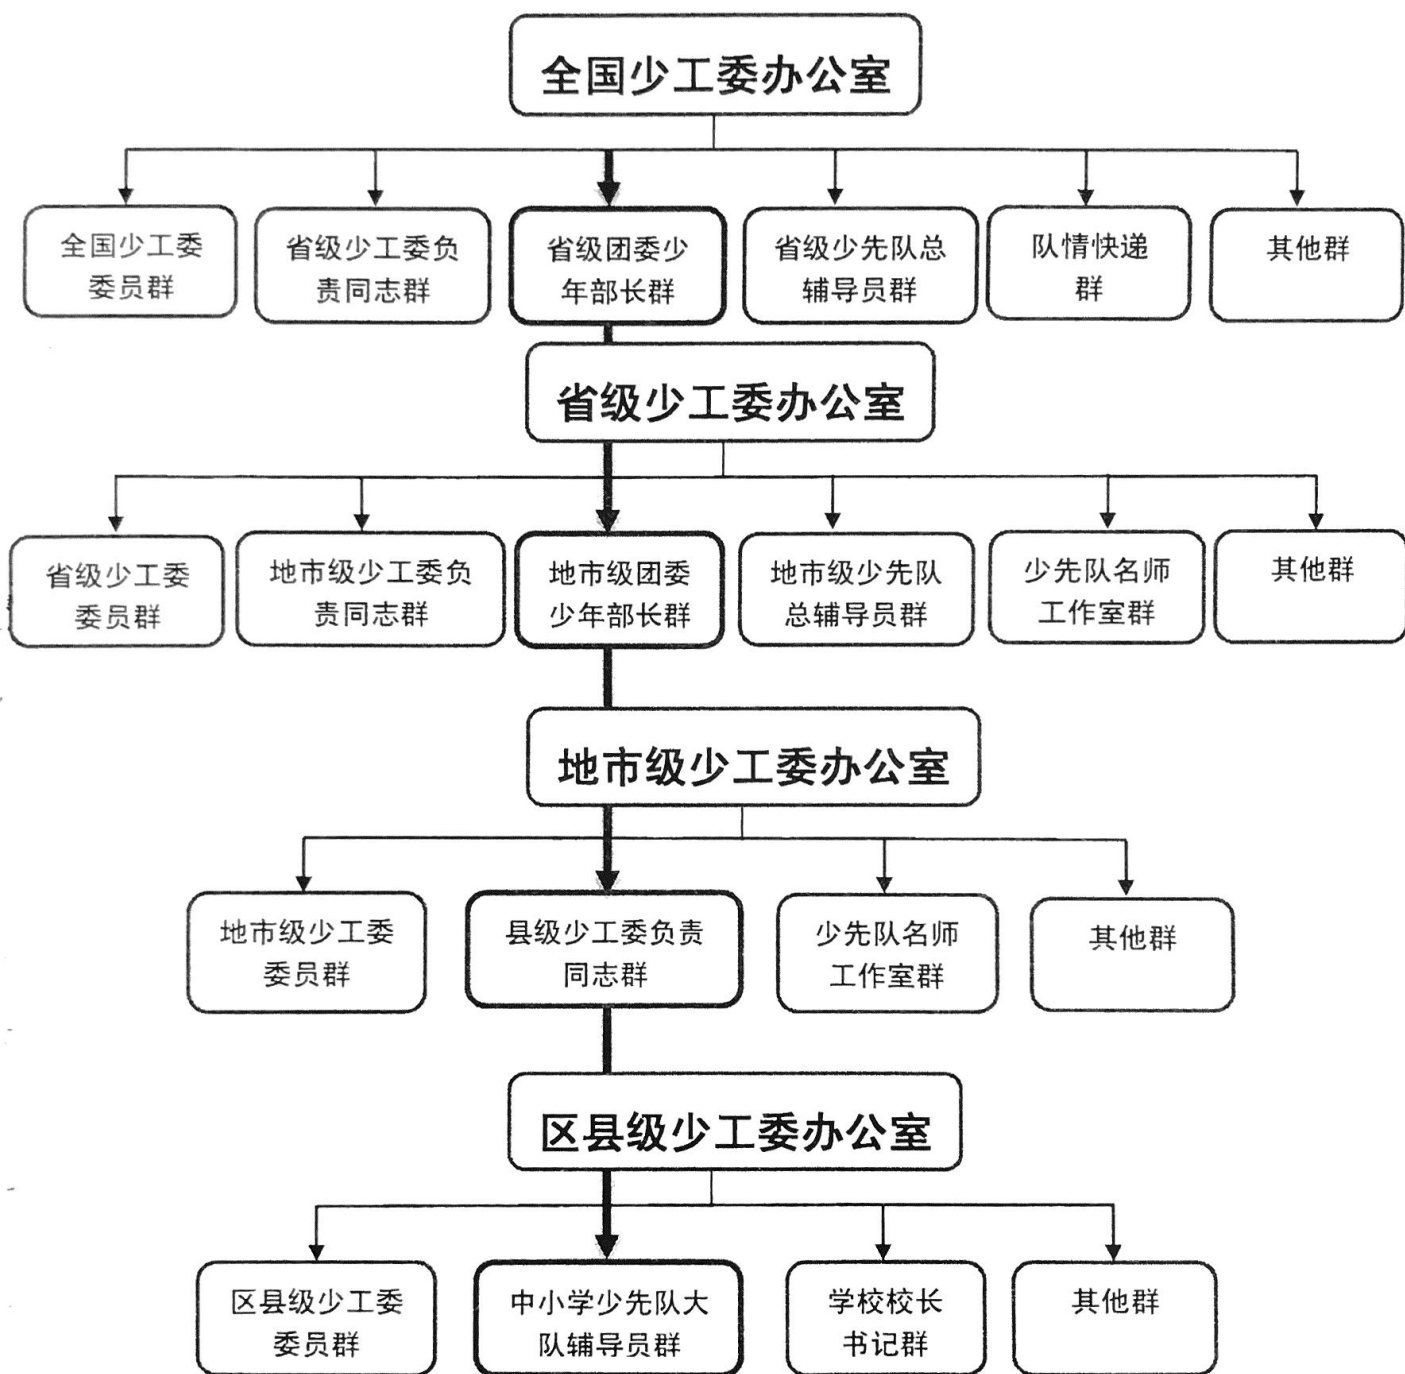 全国少工委办公室
全国少工委
委员群
省级少工委负
责同志群
省级团委少
年部长群
省级少先队总
辅导员群
队情快递
群
其他群
省级少工委办公室
省级少工委
委员群
地市级少工委负
责同志群
地市级团委
少年部长群
地市级少先队
总辅导员群
少先队名师
工作室群
其他群
地市级少工委办公室
地市级少工委
委员群
县级少工委负责
同志群
少先队名师
工作室群
其他群
区县级少工委办公室
区县级少工委
委员群
中小学少先队大
队辅导员群
学校校长
书记群
其他群